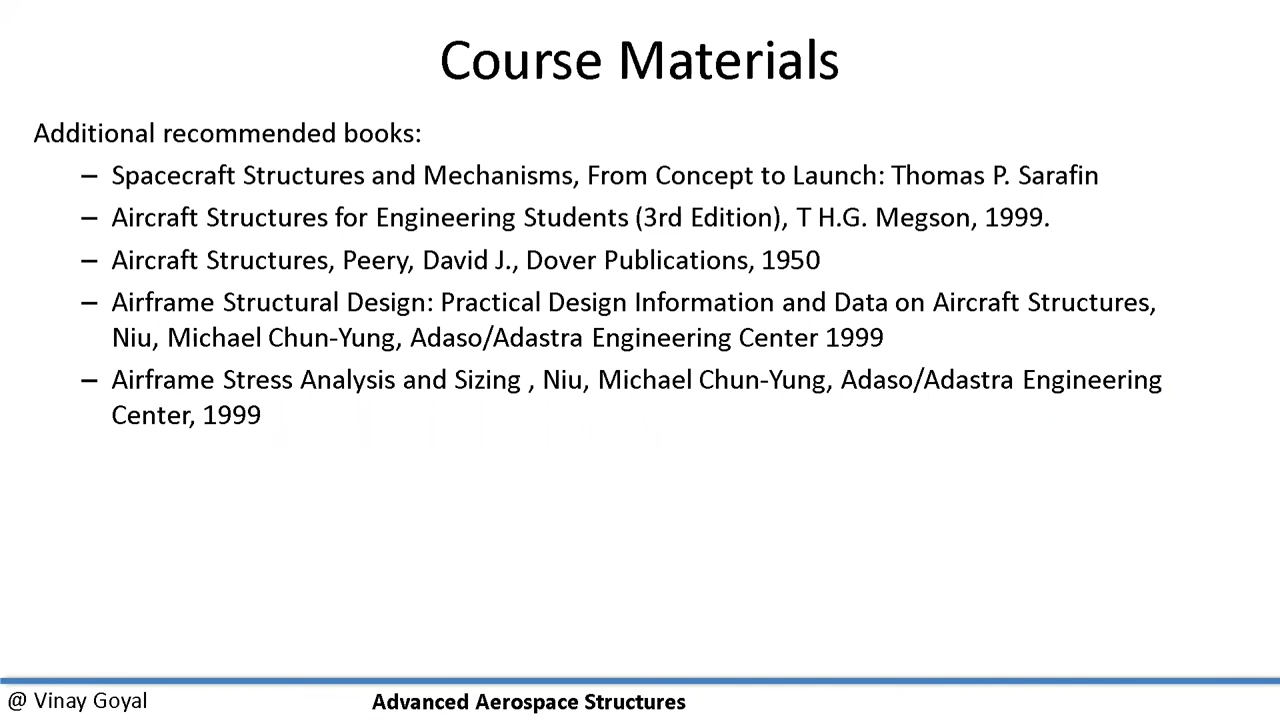 Course Materials
Additional recommended books:
– Spacecraft Structures and Mechanisms, From Concept to Launch: Thomas P. Sarafin
– Aircraft Structures for Engineering Students (3rd Edition), T H.G. Megson, 1999.
– Aircraft Structures, Peery, David J., Dover Publications, 1950
– Airframe Structural Design: Practical Design Information and Data on Aircraft Structures,
Niu, Michael Chun-Yung, Adaso/Adastra Engineering Center 1999
– Airframe Stress Analysis and Sizing , Niu, Michael Chun-Yung, Adaso/Adastra Engineering
Center, 1999
@ Vinay Goyal
Advanced Aerospace Structures